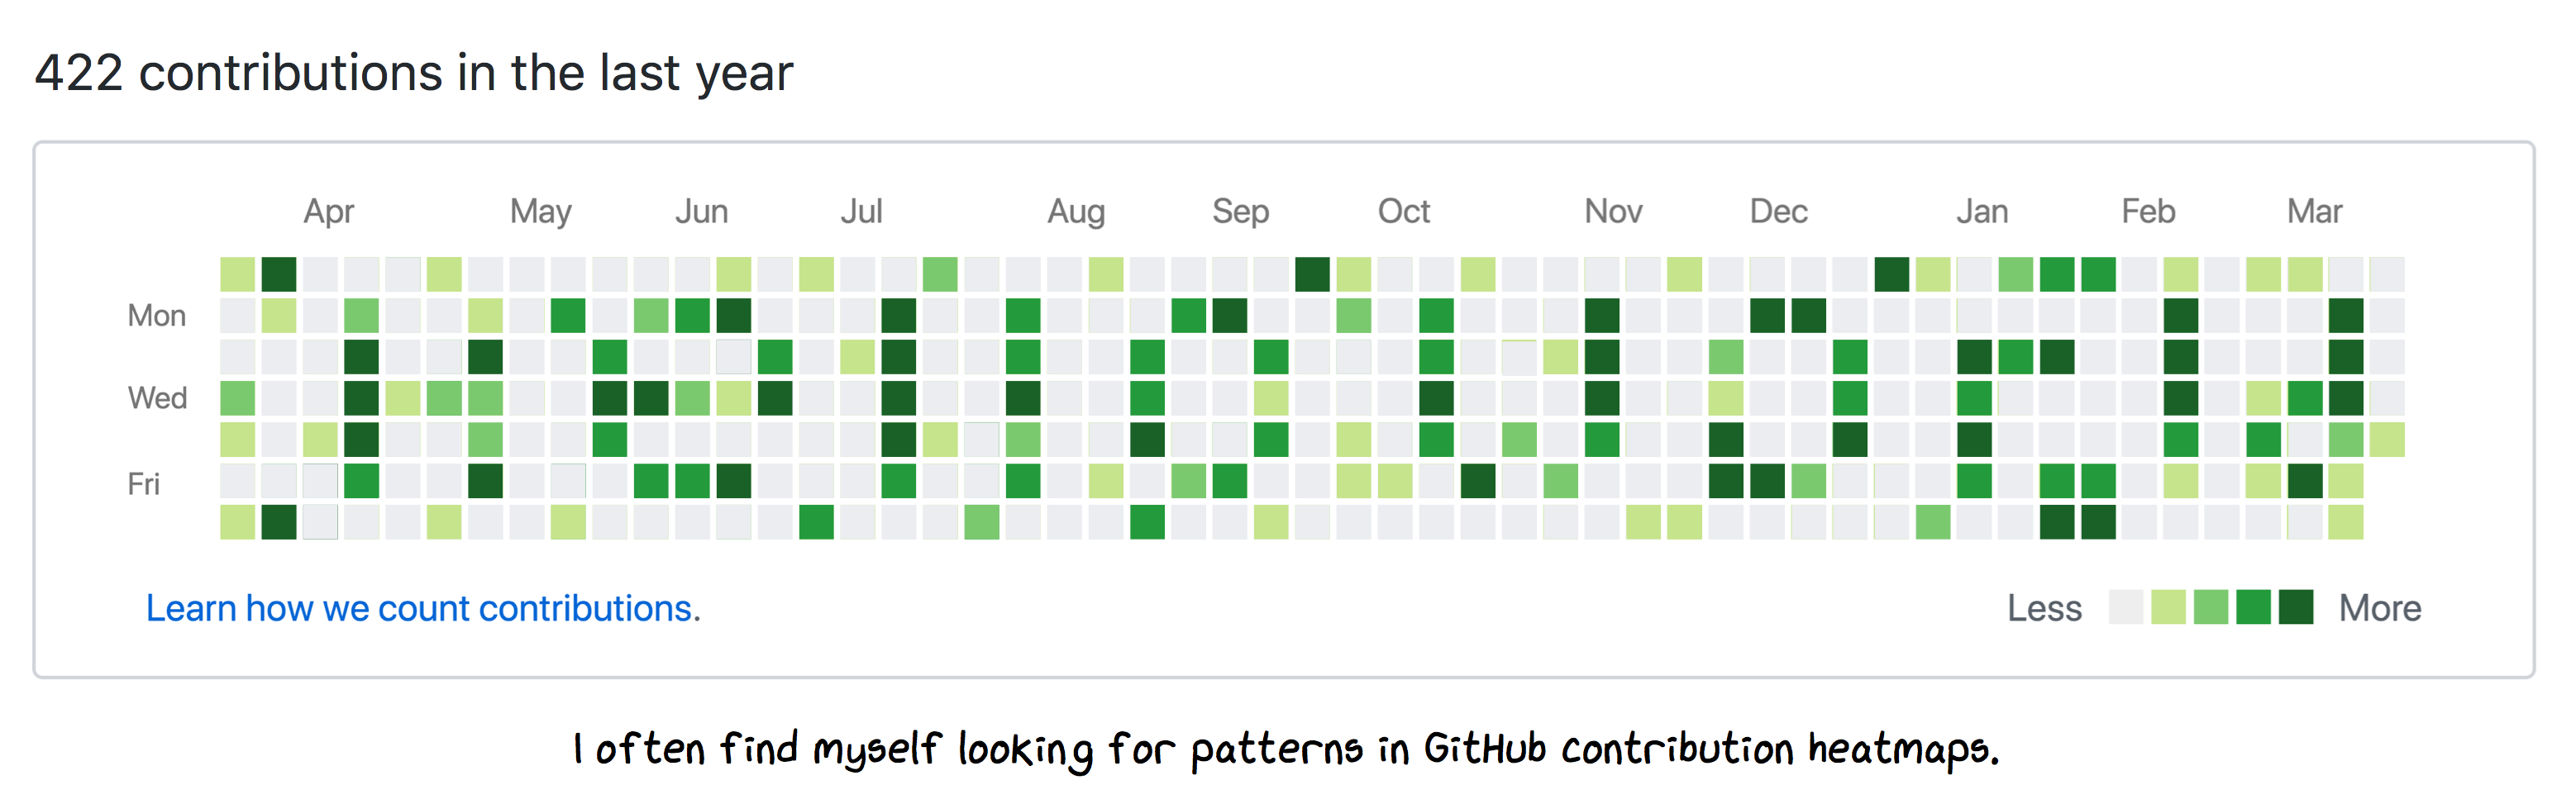 422 contributions in the last year
Apr May Jun Jul Aug Sep Oct Nov Dec Jan Feb Mar
Mon
Wed
Fri
Learn how we count contributions.
Less More
I often find myself looking for patterns in GitHub contribution heatmaps.